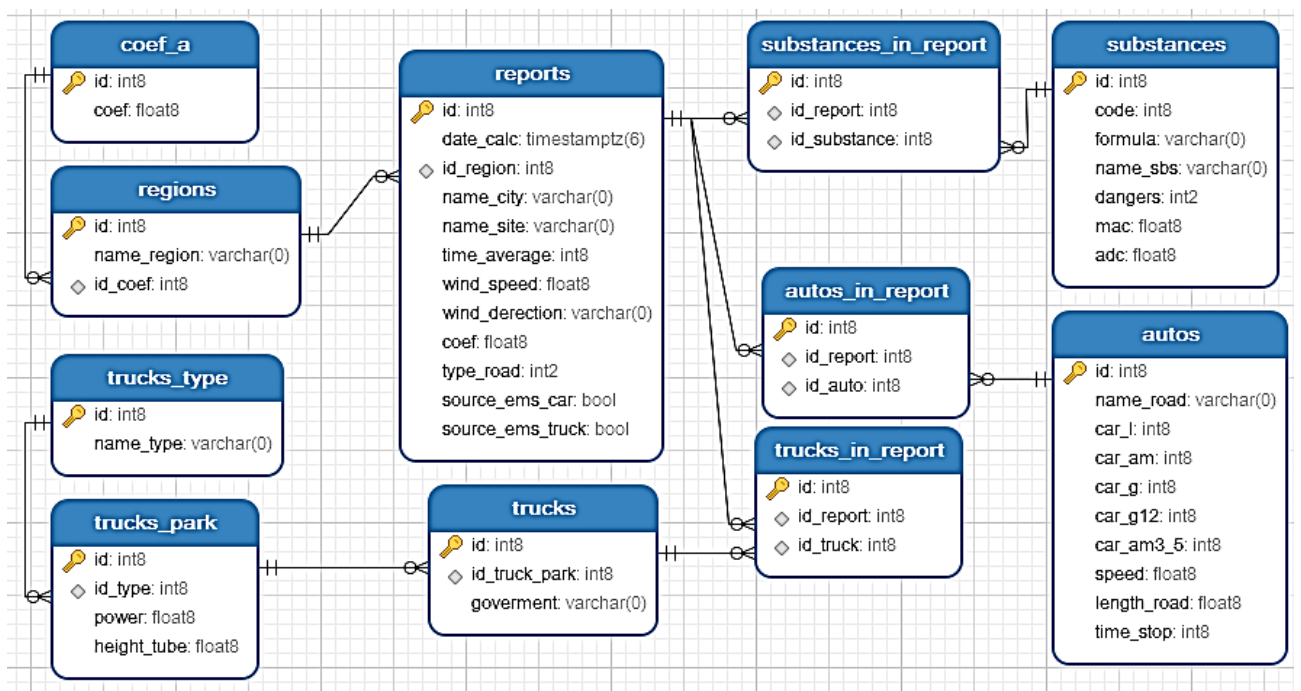 coef_a
id: int8
coef: float8
regions
id: int8
name_region: varchar(0)
id_coef: int8
trucks_type
id: int8
name_type: varchar(0)
trucks_park
id: int8
id_type: int8
power: float8
height_tube: float8
reports
id: int8
date_calc: timestamptz(6)
id_region: int8
name_city: varchar(0)
name_site: varchar(0)
time_average: int8
wind_speed: float8
wind_derection: varchar(0)
coef: float8
type_road: int2
source_ems_car: bool
source_ems_truck: bool
trucks
id: int8
id_truck_park: int8
goverment: varchar(0)
substances_in_report
id: int8
id_report: int8
id_substance: int8
autos_in_report
id: int8
id_report: int8
id_auto: int8
trucks_in_report
id: int8
id_report: int8
id_truck: int8
substances
id: int8
code: int8
formula: varchar(0)
name_sbs: varchar(0)
dangers: int2
mac: float8
adc: float8
autos
id: int8
name_road: varchar(0)
car_l: int8
car_am: int8
car_g: int8
car_g12: int8
car_am3_5: int8
speed: float8
length_road: float8
time_stop: int8